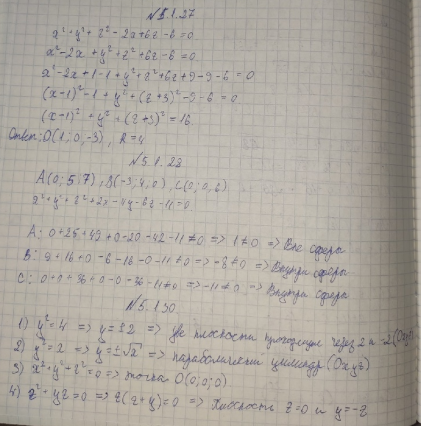 №5.1.27
x² + y² + z² - 2x + 6z - 6 = 0
x² - 2x + y² + z² + 6z - 6 = 0
x² - 2x + 1 - 1 + y² + z² + 6z + 9 - 9 - 6 = 0
(x-1)² - 1 + y² + (z+3)² - 9 - 6 = 0
(x-1)² + y² + (z+3)² = 16
Ответ: O(1; 0; -3), R = 4
№5.1.28
A(0; 5; 7), B(-3; 4; 0), C(0; 0; 6)
x² + y² + z² + 2x - 4y - 6z - 11 = 0
A: 0 + 25 + 49 + 0 - 20 - 42 - 11 ≠ 0 => 1 ≠ 0 => Вне сферы
B: 9 + 16 + 0 - 6 - 16 - 0 - 11 ≠ 0 => -8 ≠ 0 => Внутри сферы
C: 0 + 0 + 36 + 0 - 0 - 36 - 11 ≠ 0 => -11 ≠ 0 => Внутри сферы
№5.1.30
1) y² = 4 => y = ±2 => две плоскости проходящие через 2 и -2 (Oxyz)
2) y² = 2 => y = ±√2 => параболический цилиндр (Oxyz)
3) x² + y² + z² = 0 => точка O(0; 0; 0)
4) z² + yz = 0 => z(z + y) = 0 => Плоскость z = 0 и y = -z